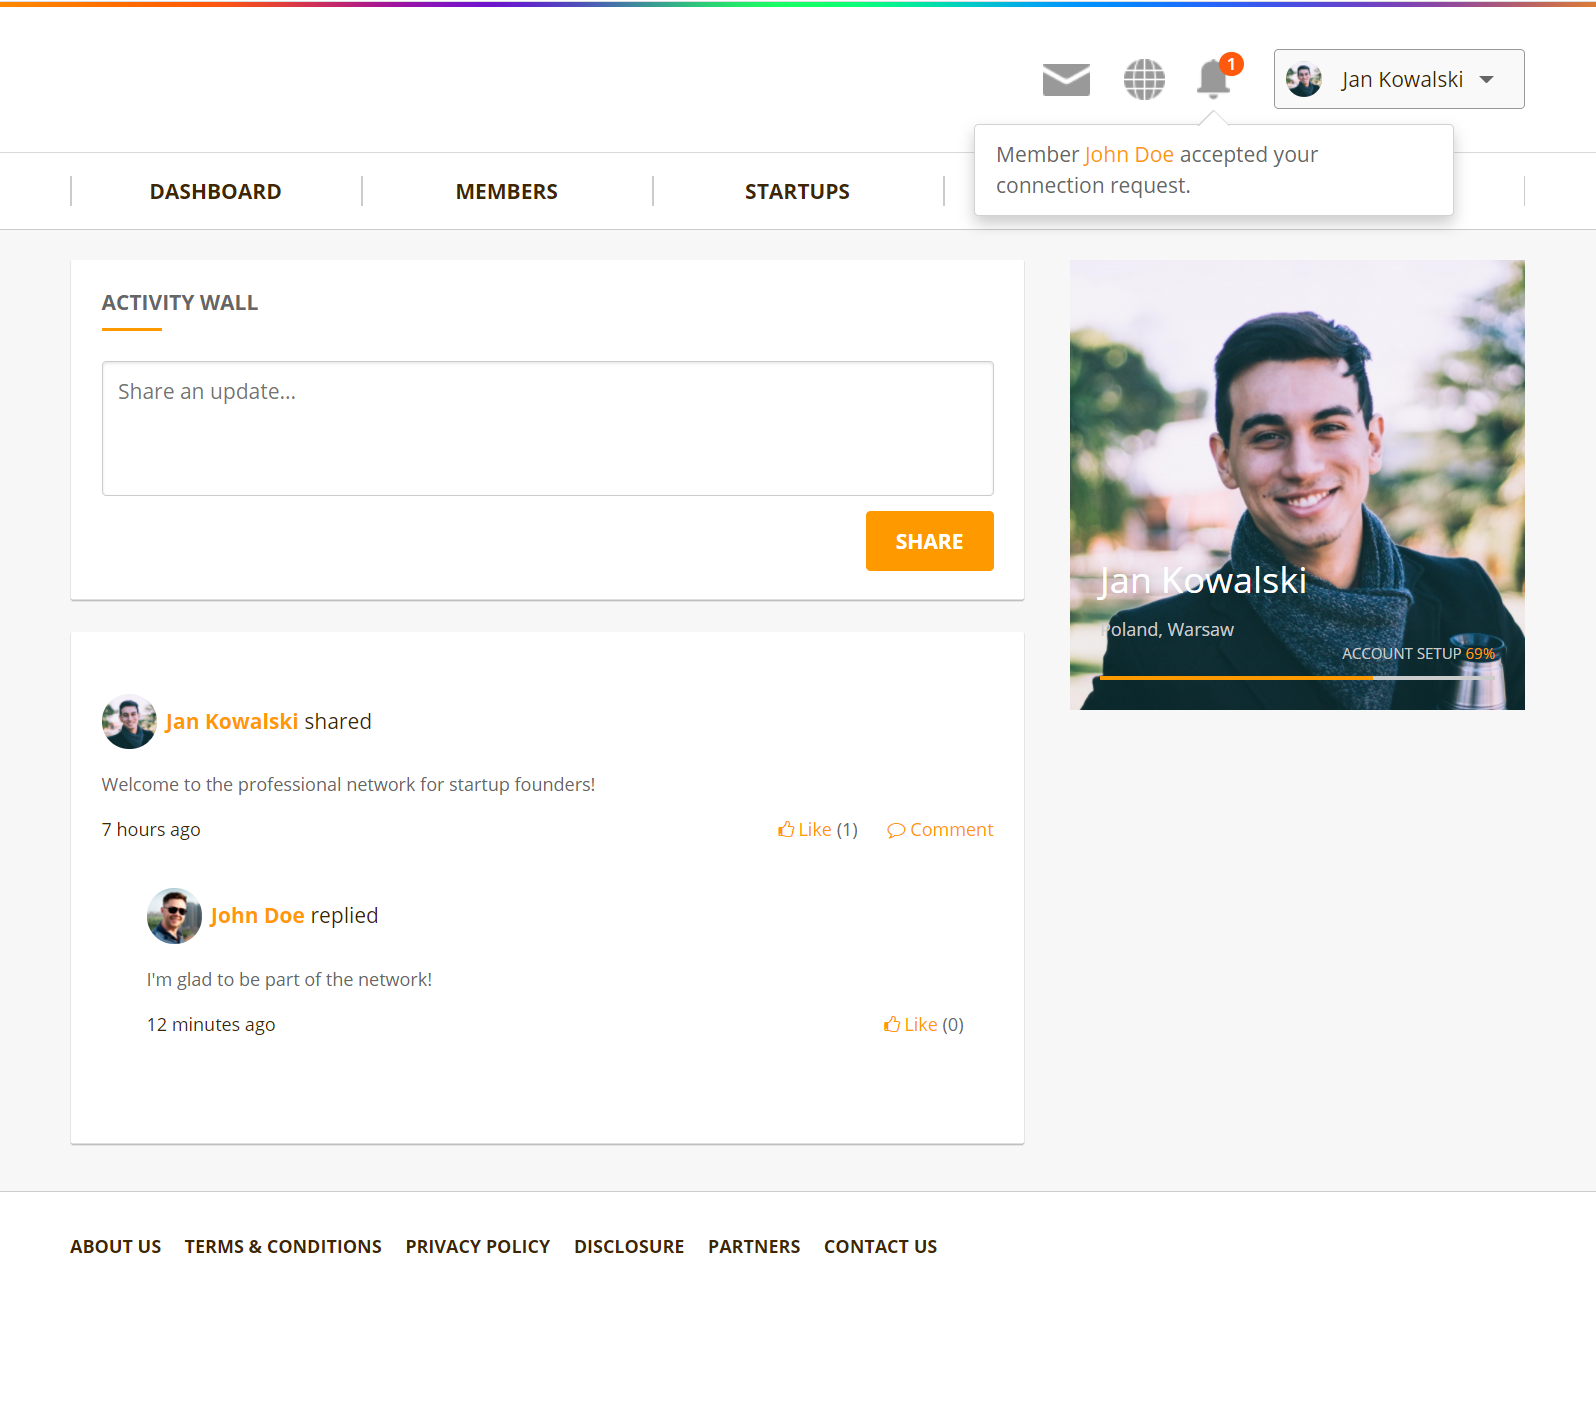 1
Jan Kowalski
Member John Doe accepted your
connection request.
DASHBOARD
MEMBERS
STARTUPS
ACTIVITY WALL
Share an update...
SHARE
Jan Kowalski
Poland, Warsaw
ACCOUNT SETUP 69%
Jan Kowalski shared
Welcome to the professional network for startup founders!
7 hours ago
Like (1)
Comment
John Doe replied
I'm glad to be part of the network!
12 minutes ago
Like (0)
ABOUT US
TERMS & CONDITIONS
PRIVACY POLICY
DISCLOSURE
PARTNERS
CONTACT US